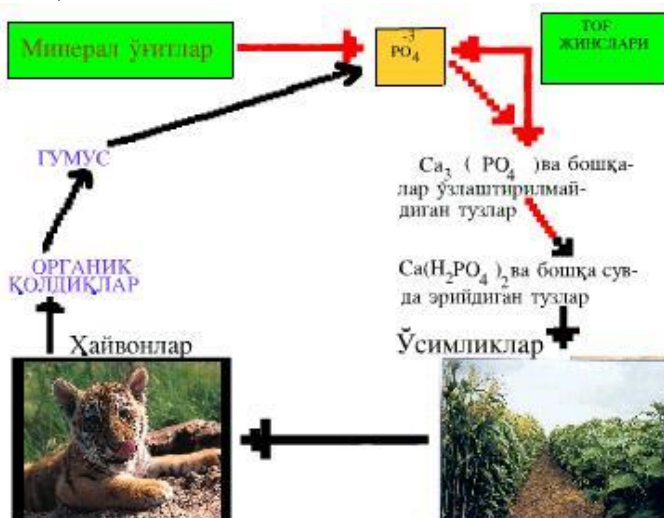 Минерал ўғитлар
-3
PO4
ТОҒ
ЖИНСЛАРИ
ГУМУС
Ca3 ( PO4 )ва бошқа-
лар ўзлаштирилмай-
диган тузлар
ОРГАНИК
ҚОЛДИҚЛАР
Ca(H2PO4 )2 ва бошқа сув-
да эрийдиган тузлар
Ҳайвонлар
Ўсимликлар